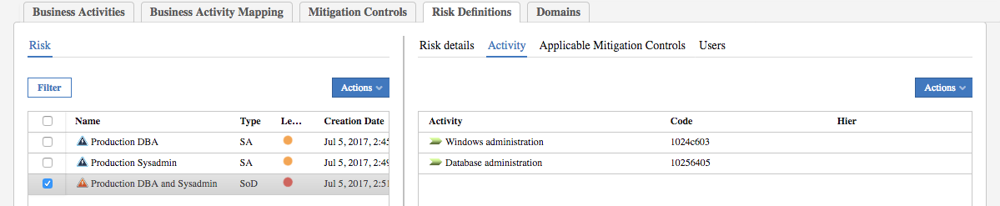 Business Activities Business Activity Mapping Mitigation Controls Risk Definitions Domains
Risk
Filter Actions
Name Type Le... Creation Date
Production DBA SA Jul 5, 2017, 2:45
Production Sysadmin SA Jul 5, 2017, 2:49
Production DBA and Sysadmin SoD Jul 5, 2017, 2:51
Risk details Activity Applicable Mitigation Controls Users
Actions
Activity Code Hier
Windows administration 1024c603
Database administration 10256405